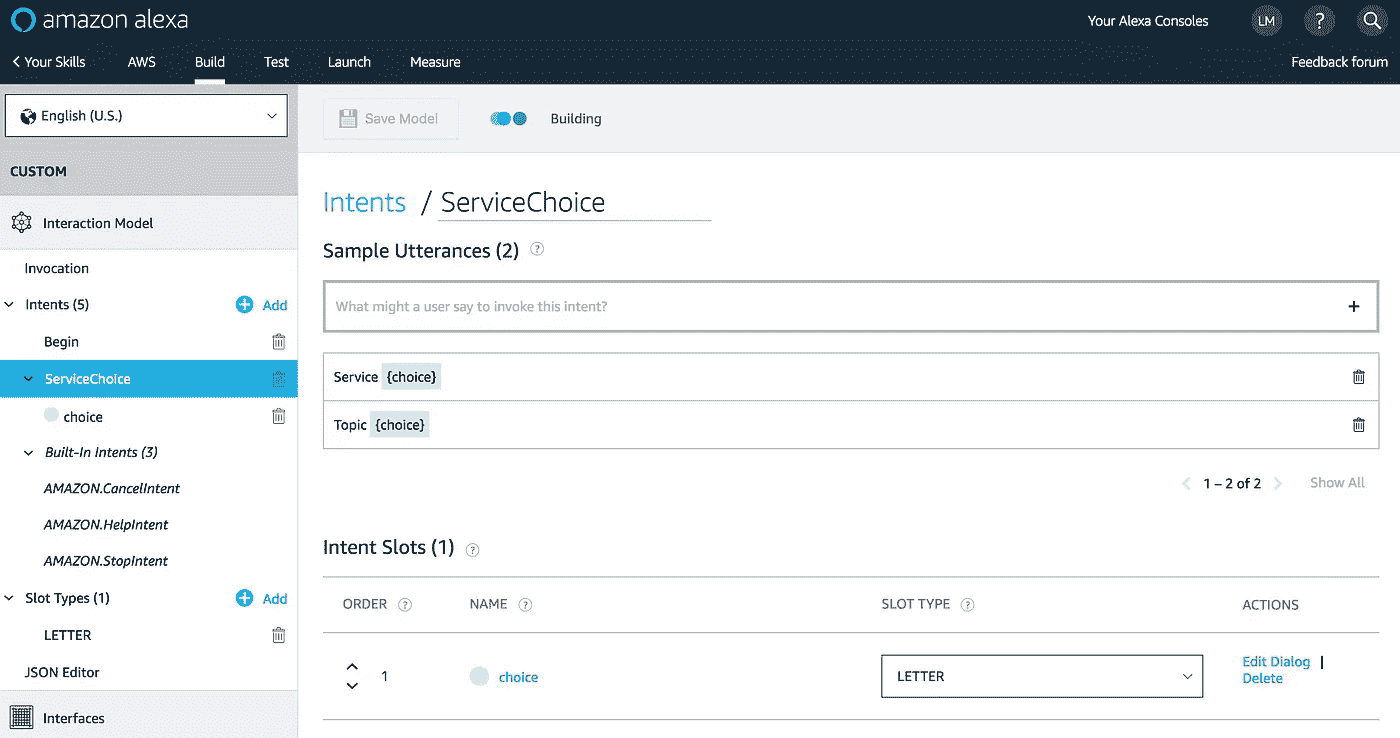 amazon alexa
Your Alexa Consoles LM ?
Your Skills AWS Build Test Launch Measure Feedback forum
English (U.S.)
Save Model Building
CUSTOM
Interaction Model
Invocation
Intents (5) Add
Begin
ServiceChoice
choice
Built-In Intents (3)
AMAZON.CancelIntent
AMAZON.HelpIntent
AMAZON.StopIntent
Slot Types (1) Add
LETTER
JSON Editor
Interfaces
Intents / ServiceChoice
Sample Utterances (2) ?
What might a user say to invoke this intent? +
Service {choice}
Topic {choice}
1 – 2 of 2 Show All
Intent Slots (1) ?
ORDER ? NAME ? SLOT TYPE ? ACTIONS
1 choice LETTER Edit Dialog |
Delete